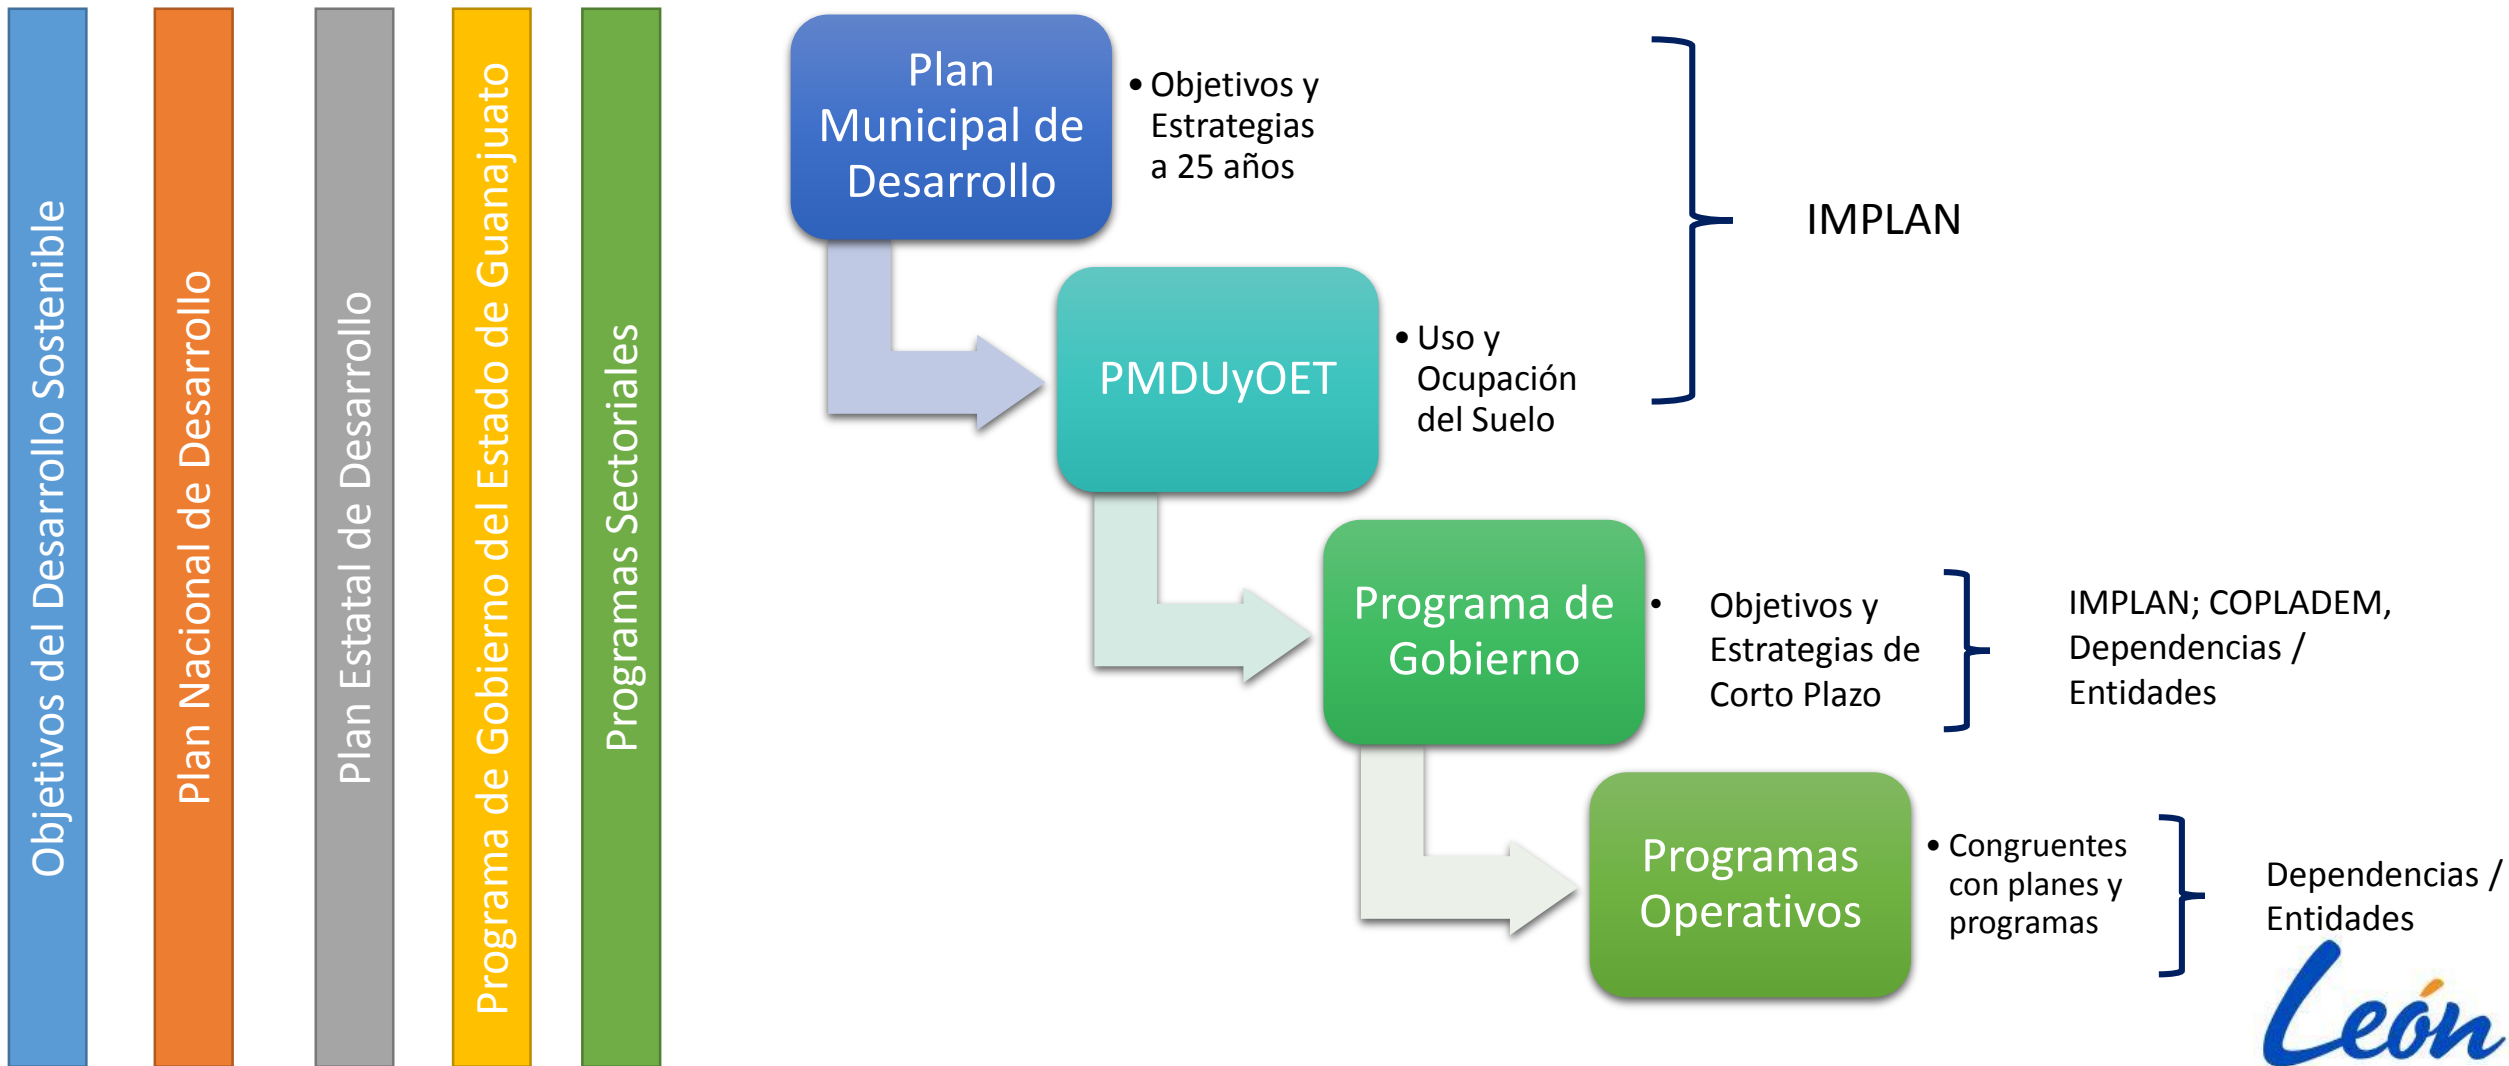 Objetivos del Desarrollo Sostenible
Plan Nacional de Desarrollo
Plan Estatal de Desarrollo
Programa de Gobierno del Estado de Guanajuato
Programas Sectoriales
Plan
Municipal de
Desarrollo
• Objetivos y
Estrategias
a 25 años
IMPLAN
PMDUyOET
• Uso y
Ocupación
del Suelo
Programa de
Gobierno
• Objetivos y
Estrategias de
Corto Plazo
IMPLAN; COPLADEM,
Dependencias /
Entidades
Programas
Operativos
• Congruentes
con planes y
programas
Dependencias /
Entidades
León